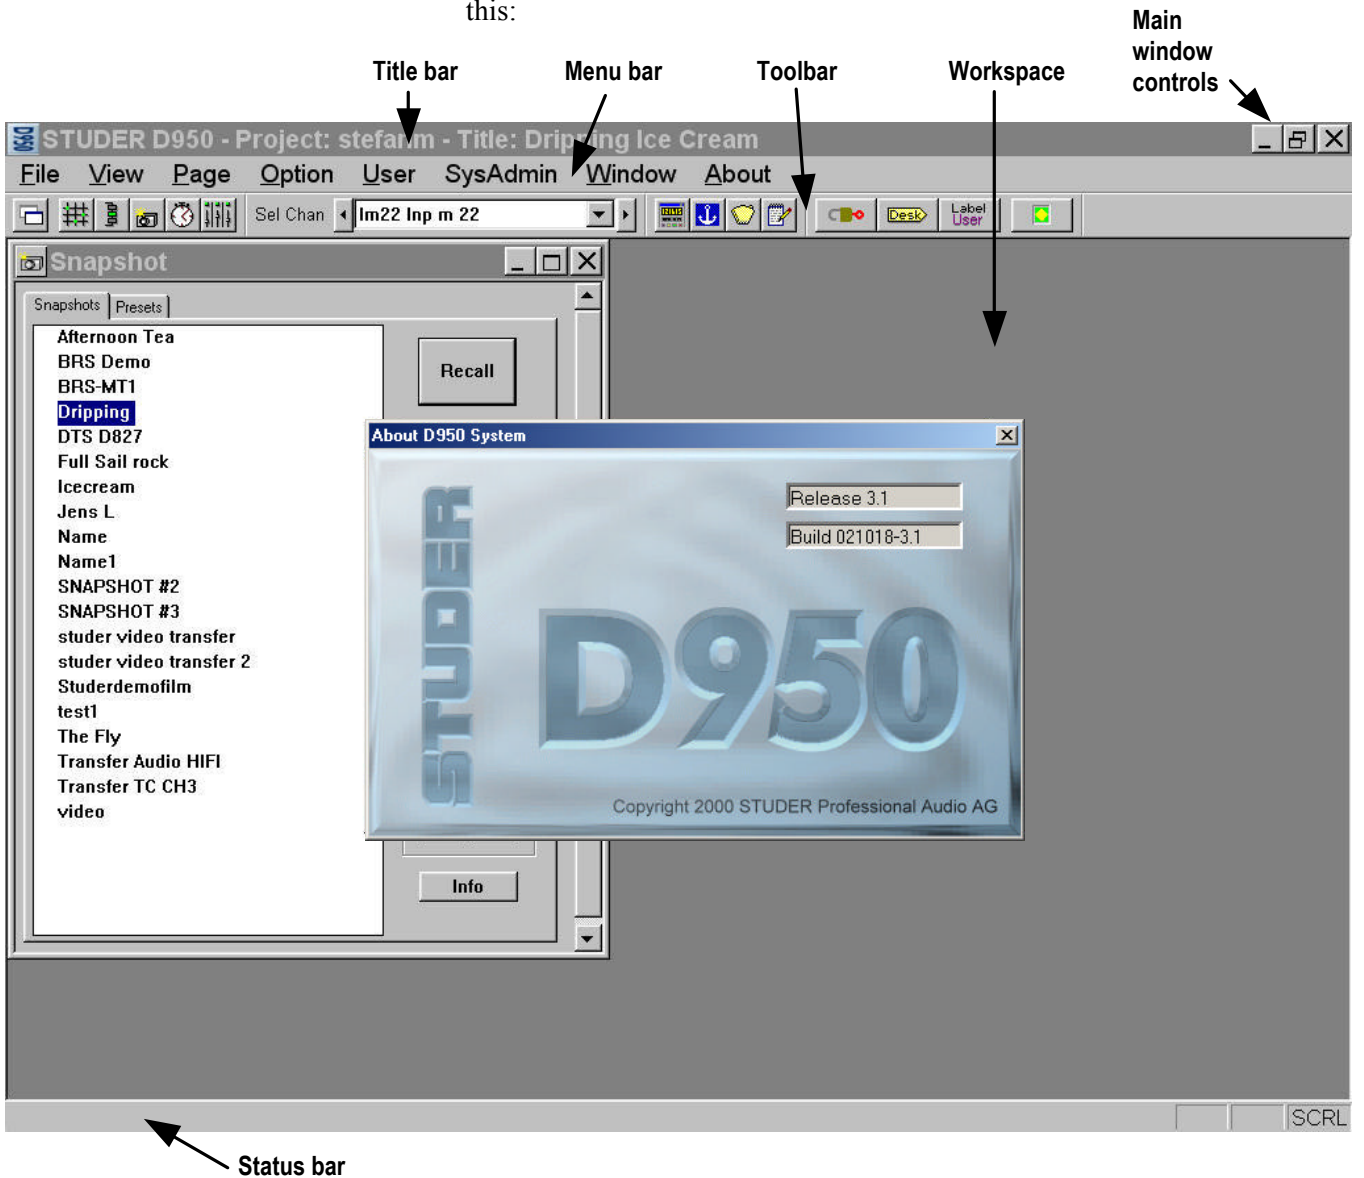 this:
Main
window
controls
Title bar
Menu bar
Toolbar
Workspace
D950
STUDER D950 - Project: stefanm - Title: Dripping Ice Cream
File View Page Option User SysAdmin Window About
Sel Chan
Im22 Inp m 22
Desk
Label
User
Snapshot
Snapshots
Presets
Afternoon Tea
BRS Demo
BRS-MT1
Dripping
DTS D827
Full Sail rock
Icecream
Jens L
Name
Name1
SNAPSHOT #2
SNAPSHOT #3
studer video transfer
studer video transfer 2
Studerdemofilm
test1
The Fly
Transfer Audio HIFI
Transfer TC CH3
video
Recall
Info
About D950 System
Release 3.1
Build 021018-3.1
STUDER
D950
Copyright 2000 STUDER Professional Audio AG
SCRL
Status bar